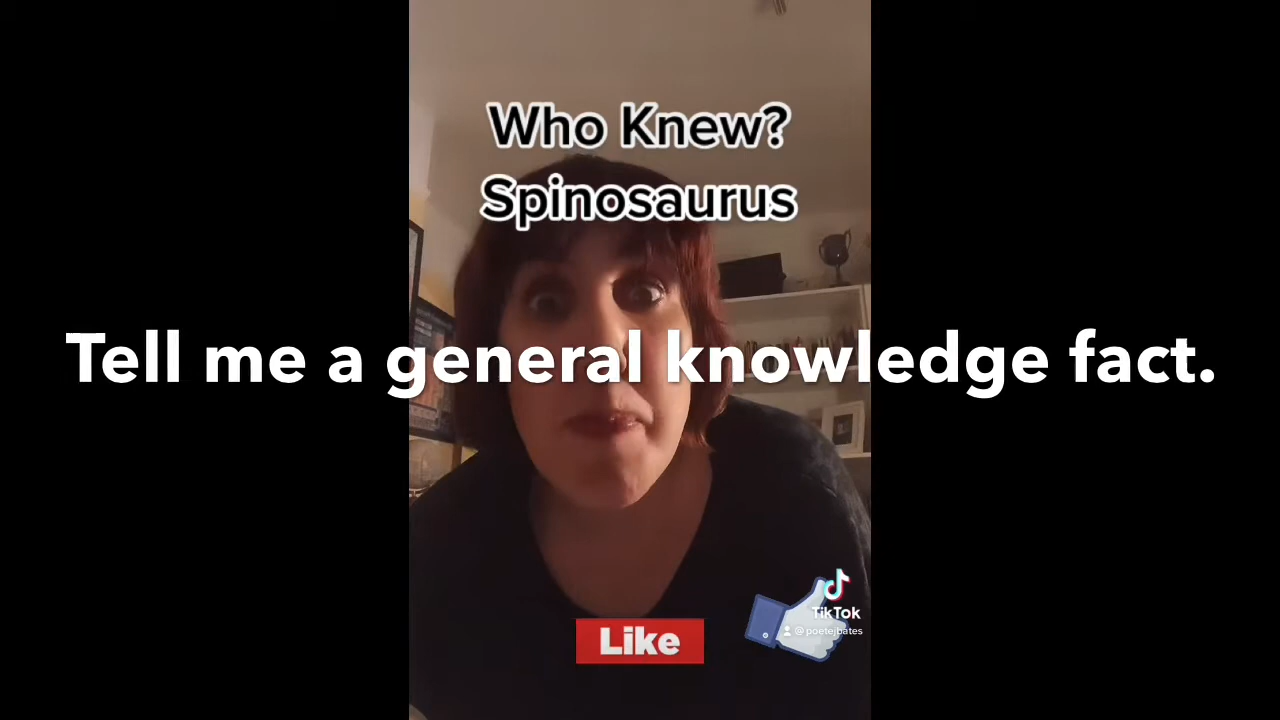 Who Knew?
Spinosaurus
Tell me a general knowledge fact.
Like
TikTok
@poetejbates